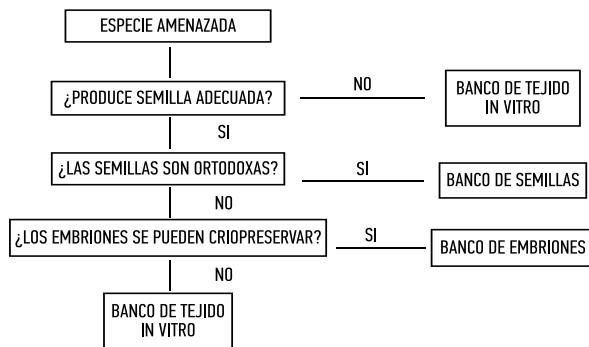 ESPECIE AMENAZADA
¿PRODUCE SEMILLA ADECUADA?
NO
BANCO DE TEJIDO
IN VITRO
SI
¿LAS SEMILLAS SON ORTODOXAS?
SI
BANCO DE SEMILLAS
NO
¿LOS EMBRIONES SE PUEDEN CRIOPRESERVAR?
SI
BANCO DE EMBRIONES
NO
BANCO DE TEJIDO
IN VITRO